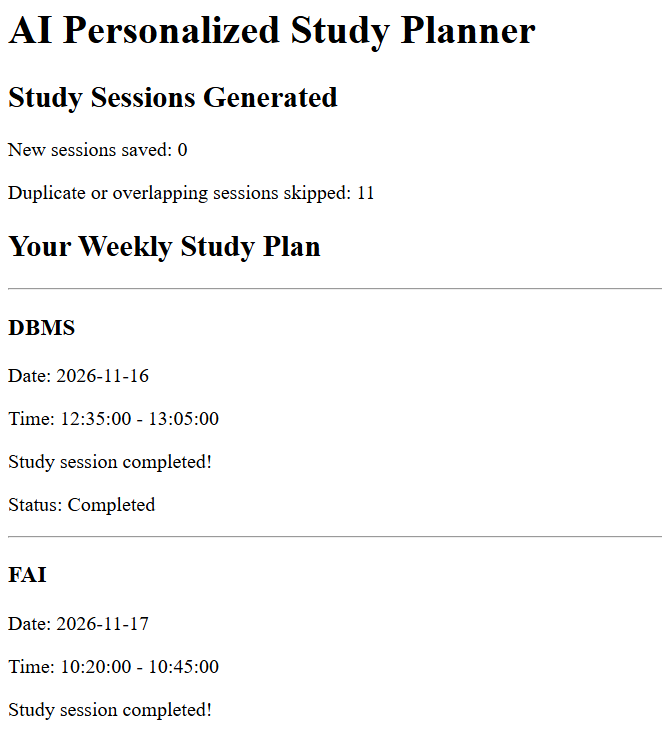 AI Personalized Study Planner
Study Sessions Generated
New sessions saved: 0
Duplicate or overlapping sessions skipped: 11
Your Weekly Study Plan
DBMS
Date: 2026-11-16
Time: 12:35:00 - 13:05:00
Study session completed!
Status: Completed
FAI
Date: 2026-11-17
Time: 10:20:00 - 10:45:00
Study session completed!